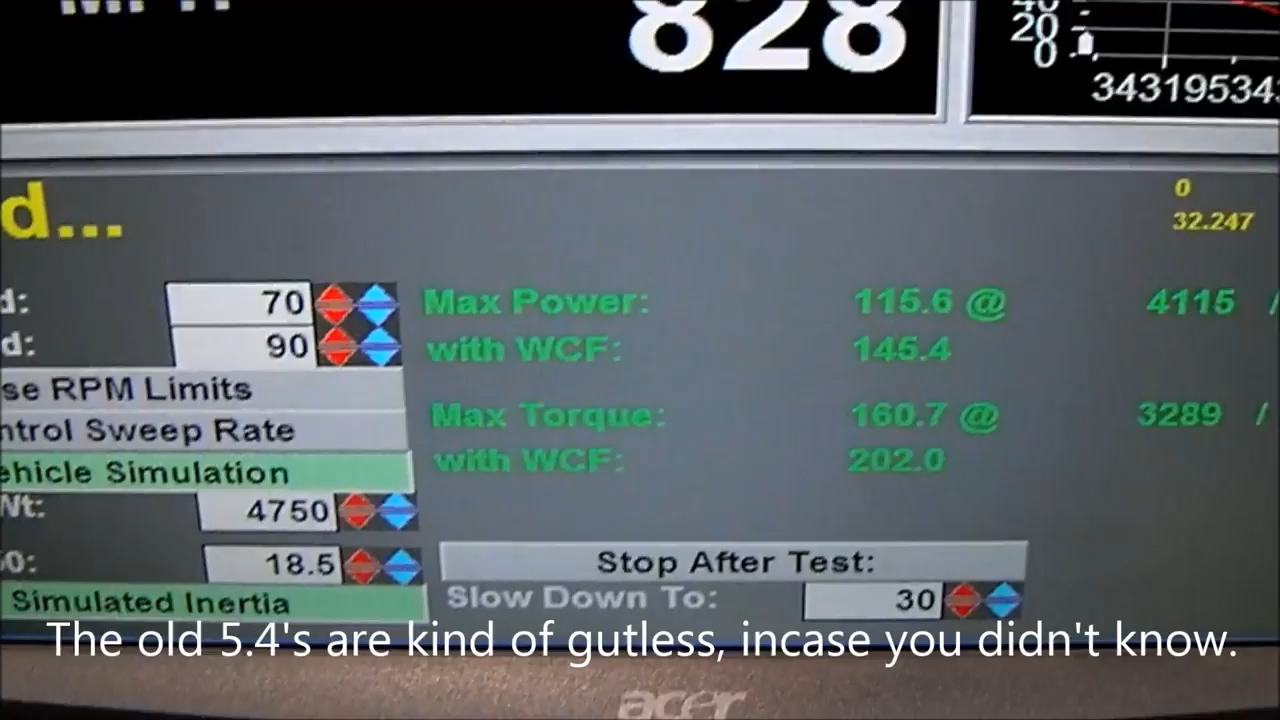 828
20
0
34319534
0
32.247
d...
d: 70
Max Power: 115.6 @ 4115 /
d: 90
with WCF: 145.4
se RPM Limits
ntrol Sweep Rate
Max Torque: 160.7 @ 3289 /
with WCF: 202.0
ehicle Simulation
Wt: 4750
0: 18.5
Stop After Test:
Simulated Inertia
Slow Down To: 30
The old 5.4's are kind of gutless, incase you didn't know.
acer